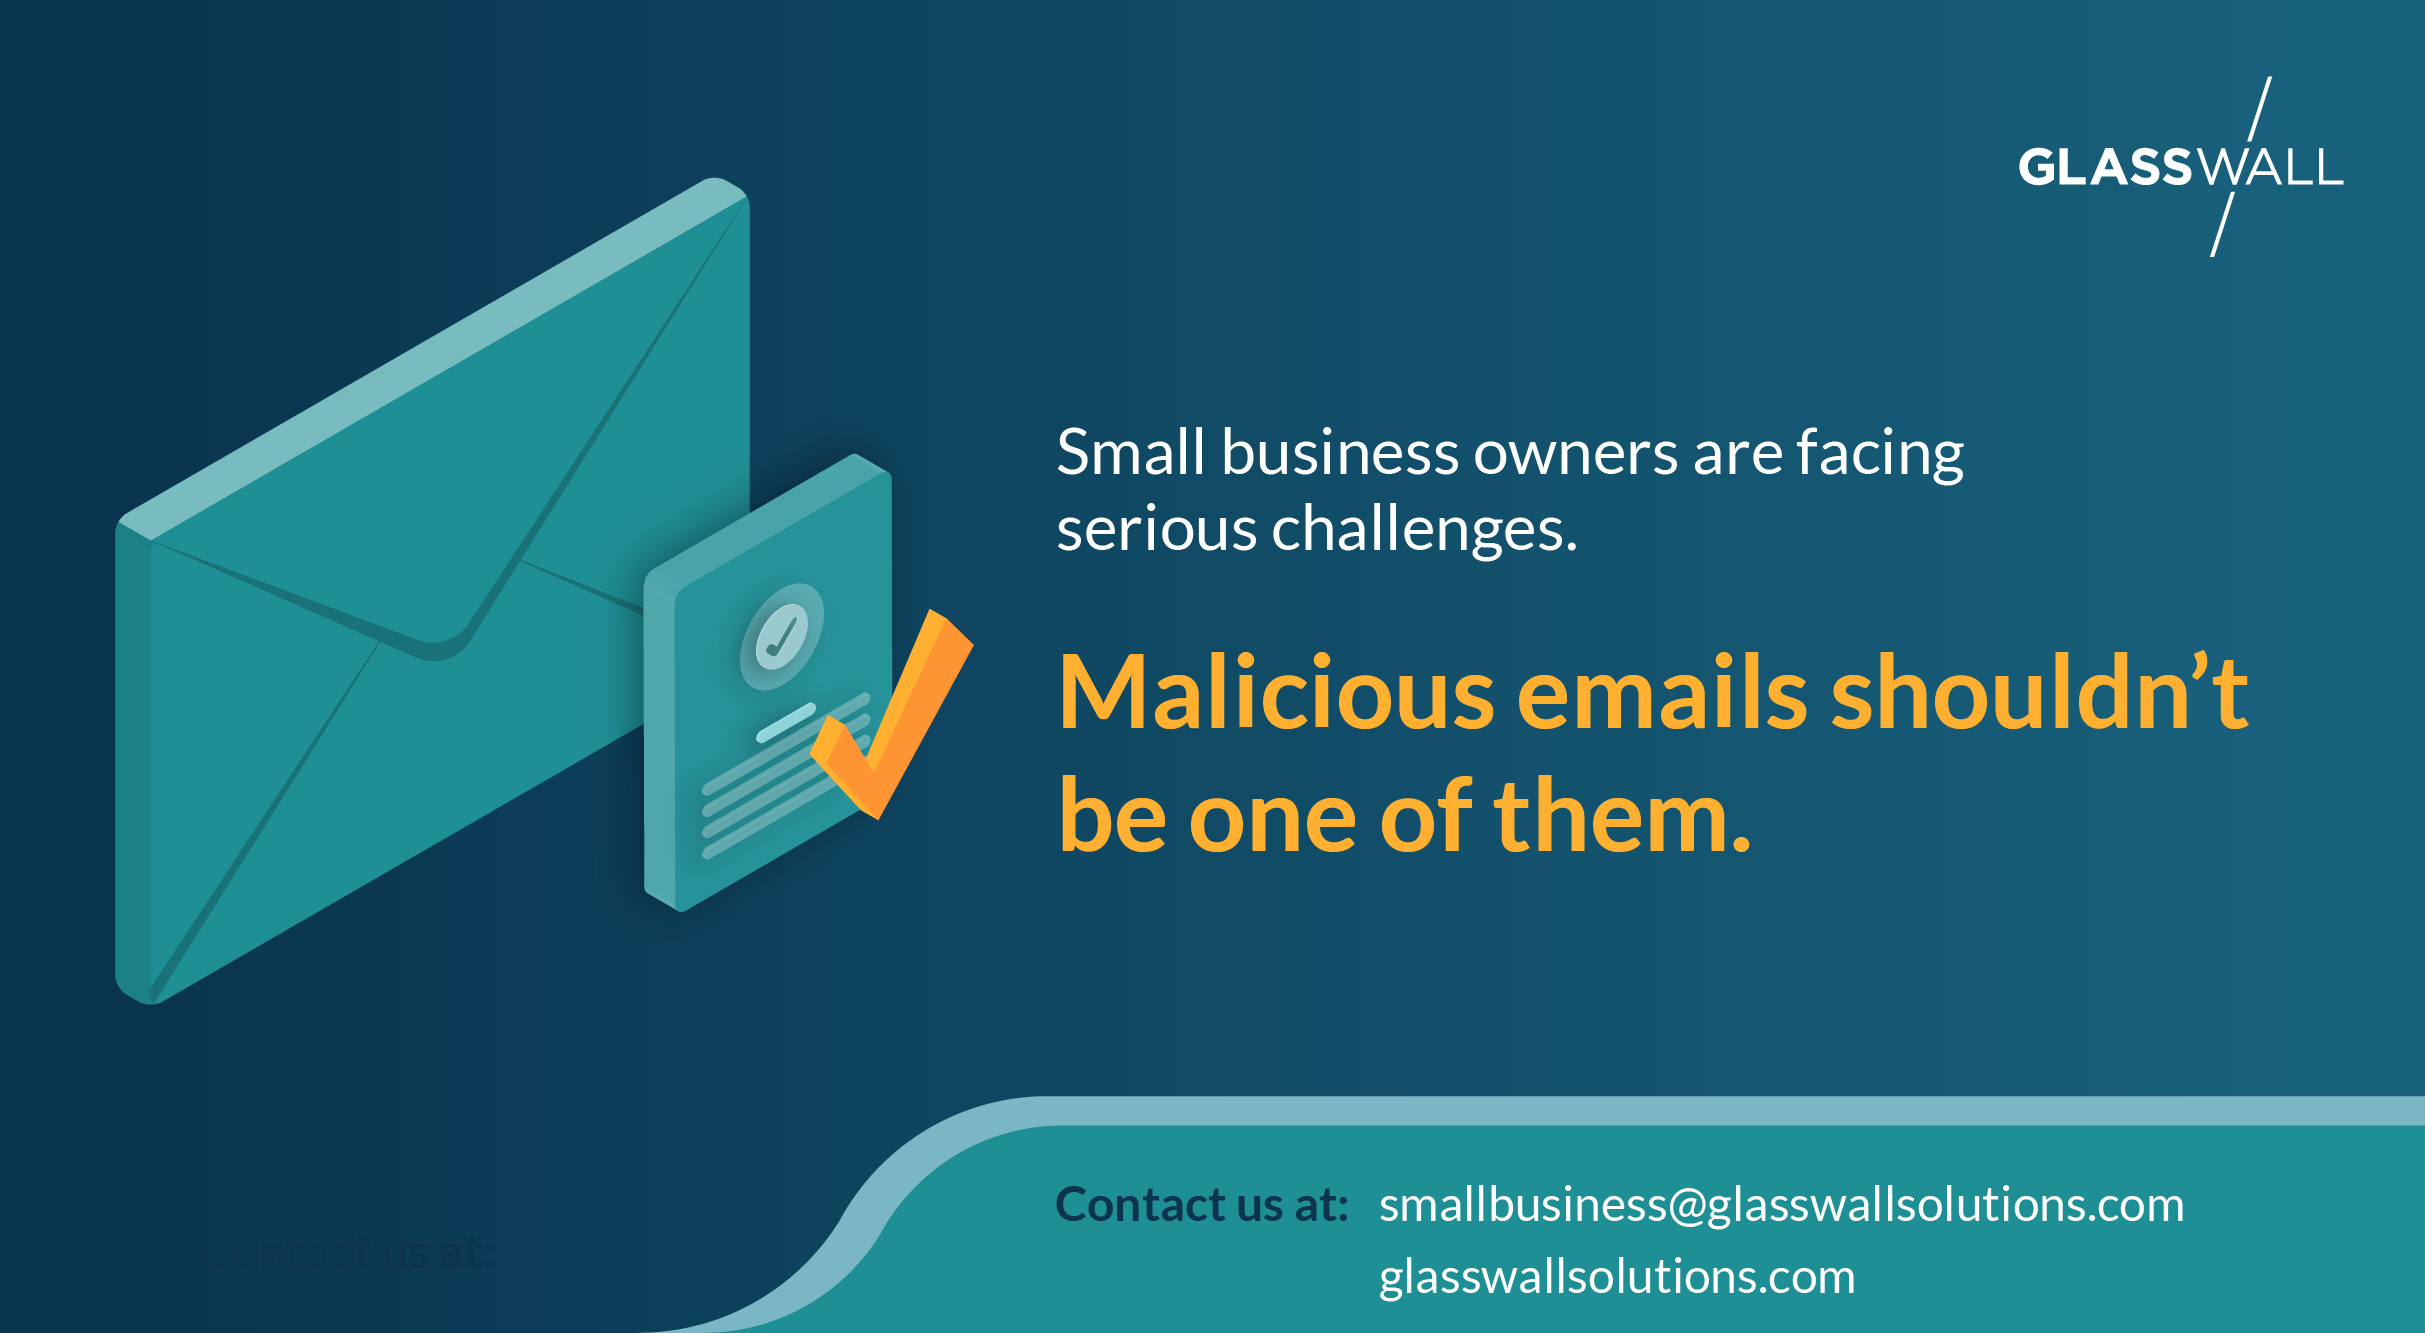 GLASSWALL
Small business owners are facing
serious challenges.
Malicious emails shouldn’t
be one of them.
Contact us at: smallbusiness@glasswallsolutions.com
glasswallsolutions.com
Contact us at: